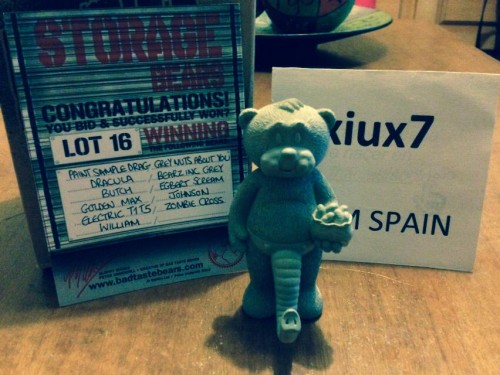 STORAGE
BEARS
CONGRATULATIONS!
YOU BID & SUCCESSFULLY WON!
LOT 16
WINNING
PAINT SAMPLE DRAG / GREY NUTS ABOUT YOU
DRACULA / BEARZ INC GREY
BUTCH / EGBERT SCREAM
GOLDEN MAX / JOHNSON
ELECTRIC TITS / ZOMBIE CROSS
WILLIAM
www.badtastebears.com
xiux7
M SPAIN